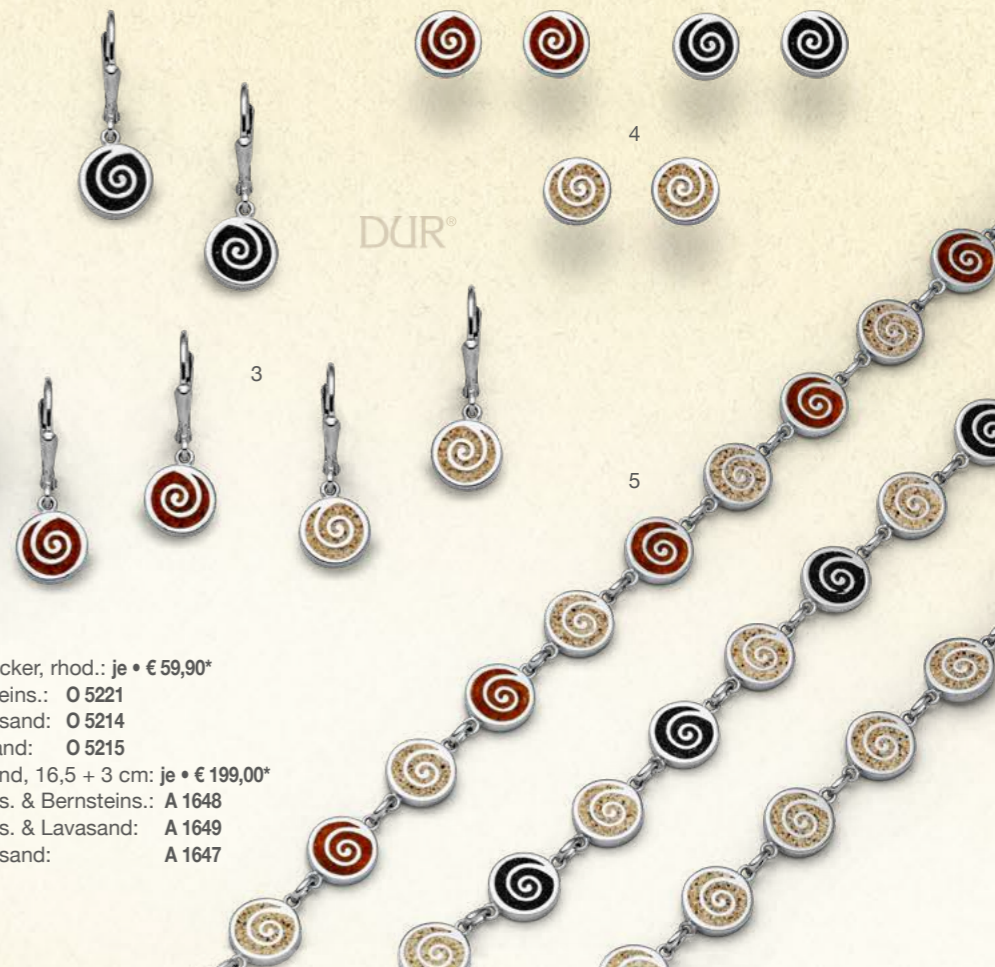 4
DUR®
3
5
cker, rhod.: je • € 59,90*
eins.: O 5221
sand: O 5214
and: O 5215
nd, 16,5 + 3 cm: je • € 199,00*
s. & Bernsteins.: A 1648
s. & Lavasand: A 1649
sand: A 1647